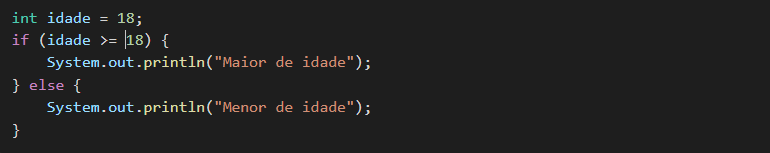 int idade = 18;
if (idade >= 18) {
    System.out.println("Maior de idade");
} else {
    System.out.println("Menor de idade");
}